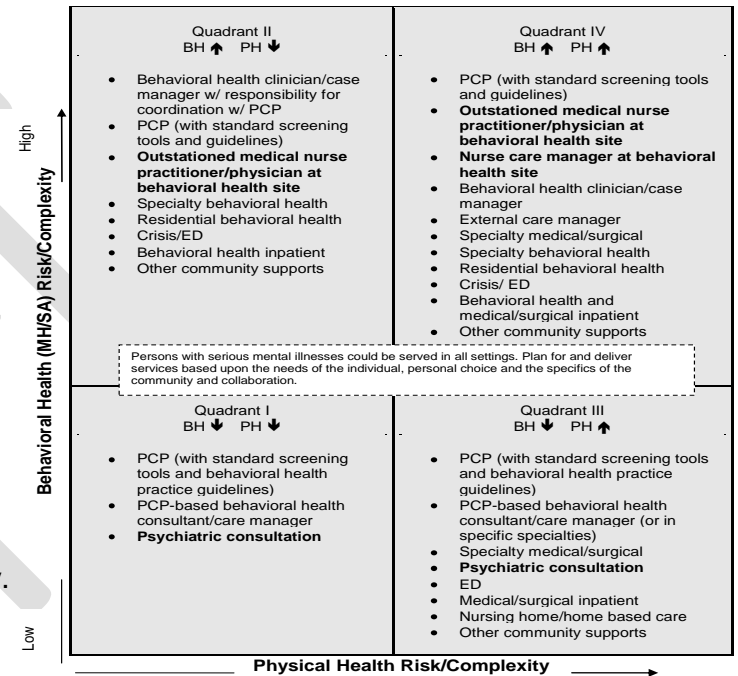 Quadrant II
BH ↑ PH ↓
• Behavioral health clinician/case
manager w/ responsibility for
coordination w/ PCP
• PCP (with standard screening
tools and guidelines)
• Outstationed medical nurse
practitioner/physician at
behavioral health site
• Specialty behavioral health
• Residential behavioral health
• Crisis/ED
• Behavioral health inpatient
• Other community supports
Quadrant IV
BH ↑ PH ↑
• PCP (with standard screening tools
and guidelines)
• Outstationed medical nurse
practitioner/physician at
behavioral health site
• Nurse care manager at behavioral
health site
• Behavioral health clinician/case
manager
• External care manager
• Specialty medical/surgical
• Specialty behavioral health
• Residential behavioral health
• Crisis/ ED
• Behavioral health and
medical/surgical inpatient
• Other community supports
Persons with serious mental illnesses could be served in all settings. Plan for and deliver
services based upon the needs of the individual, personal choice and the specifics of the
community and collaboration.
Quadrant I
BH ↓ PH ↓
• PCP (with standard screening
tools and behavioral health
practice guidelines)
• PCP-based behavioral health
consultant/care manager
• Psychiatric consultation
Quadrant III
BH ↓ PH ↑
• PCP (with standard screening tools
and behavioral health practice
guidelines)
• PCP-based behavioral health
consultant/care manager (or in
specific specialties)
• Specialty medical/surgical
• Psychiatric consultation
• ED
• Medical/surgical inpatient
• Nursing home/home based care
• Other community supports
High
Behavioral Health (MH/SA) Risk/Complexity
Low
Physical Health Risk/Complexity